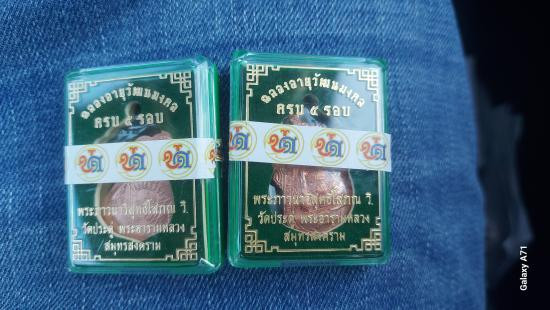 ฉลองอายุวัฒนมงคล
ครบ ๕ รอบ
พระภาวนาวิสุทธิโสภณ วิ.
วัดประดู่ พระอารามหลวง
สมุทรสงคราม
ฉลองอายุวัฒนมงคล
ครบ ๕ รอบ
พระภาวนาวิสุทธิโสภณ วิ.
วัดประดู่ พระอารามหลวง
สมุทรสงคราม
Galaxy A71